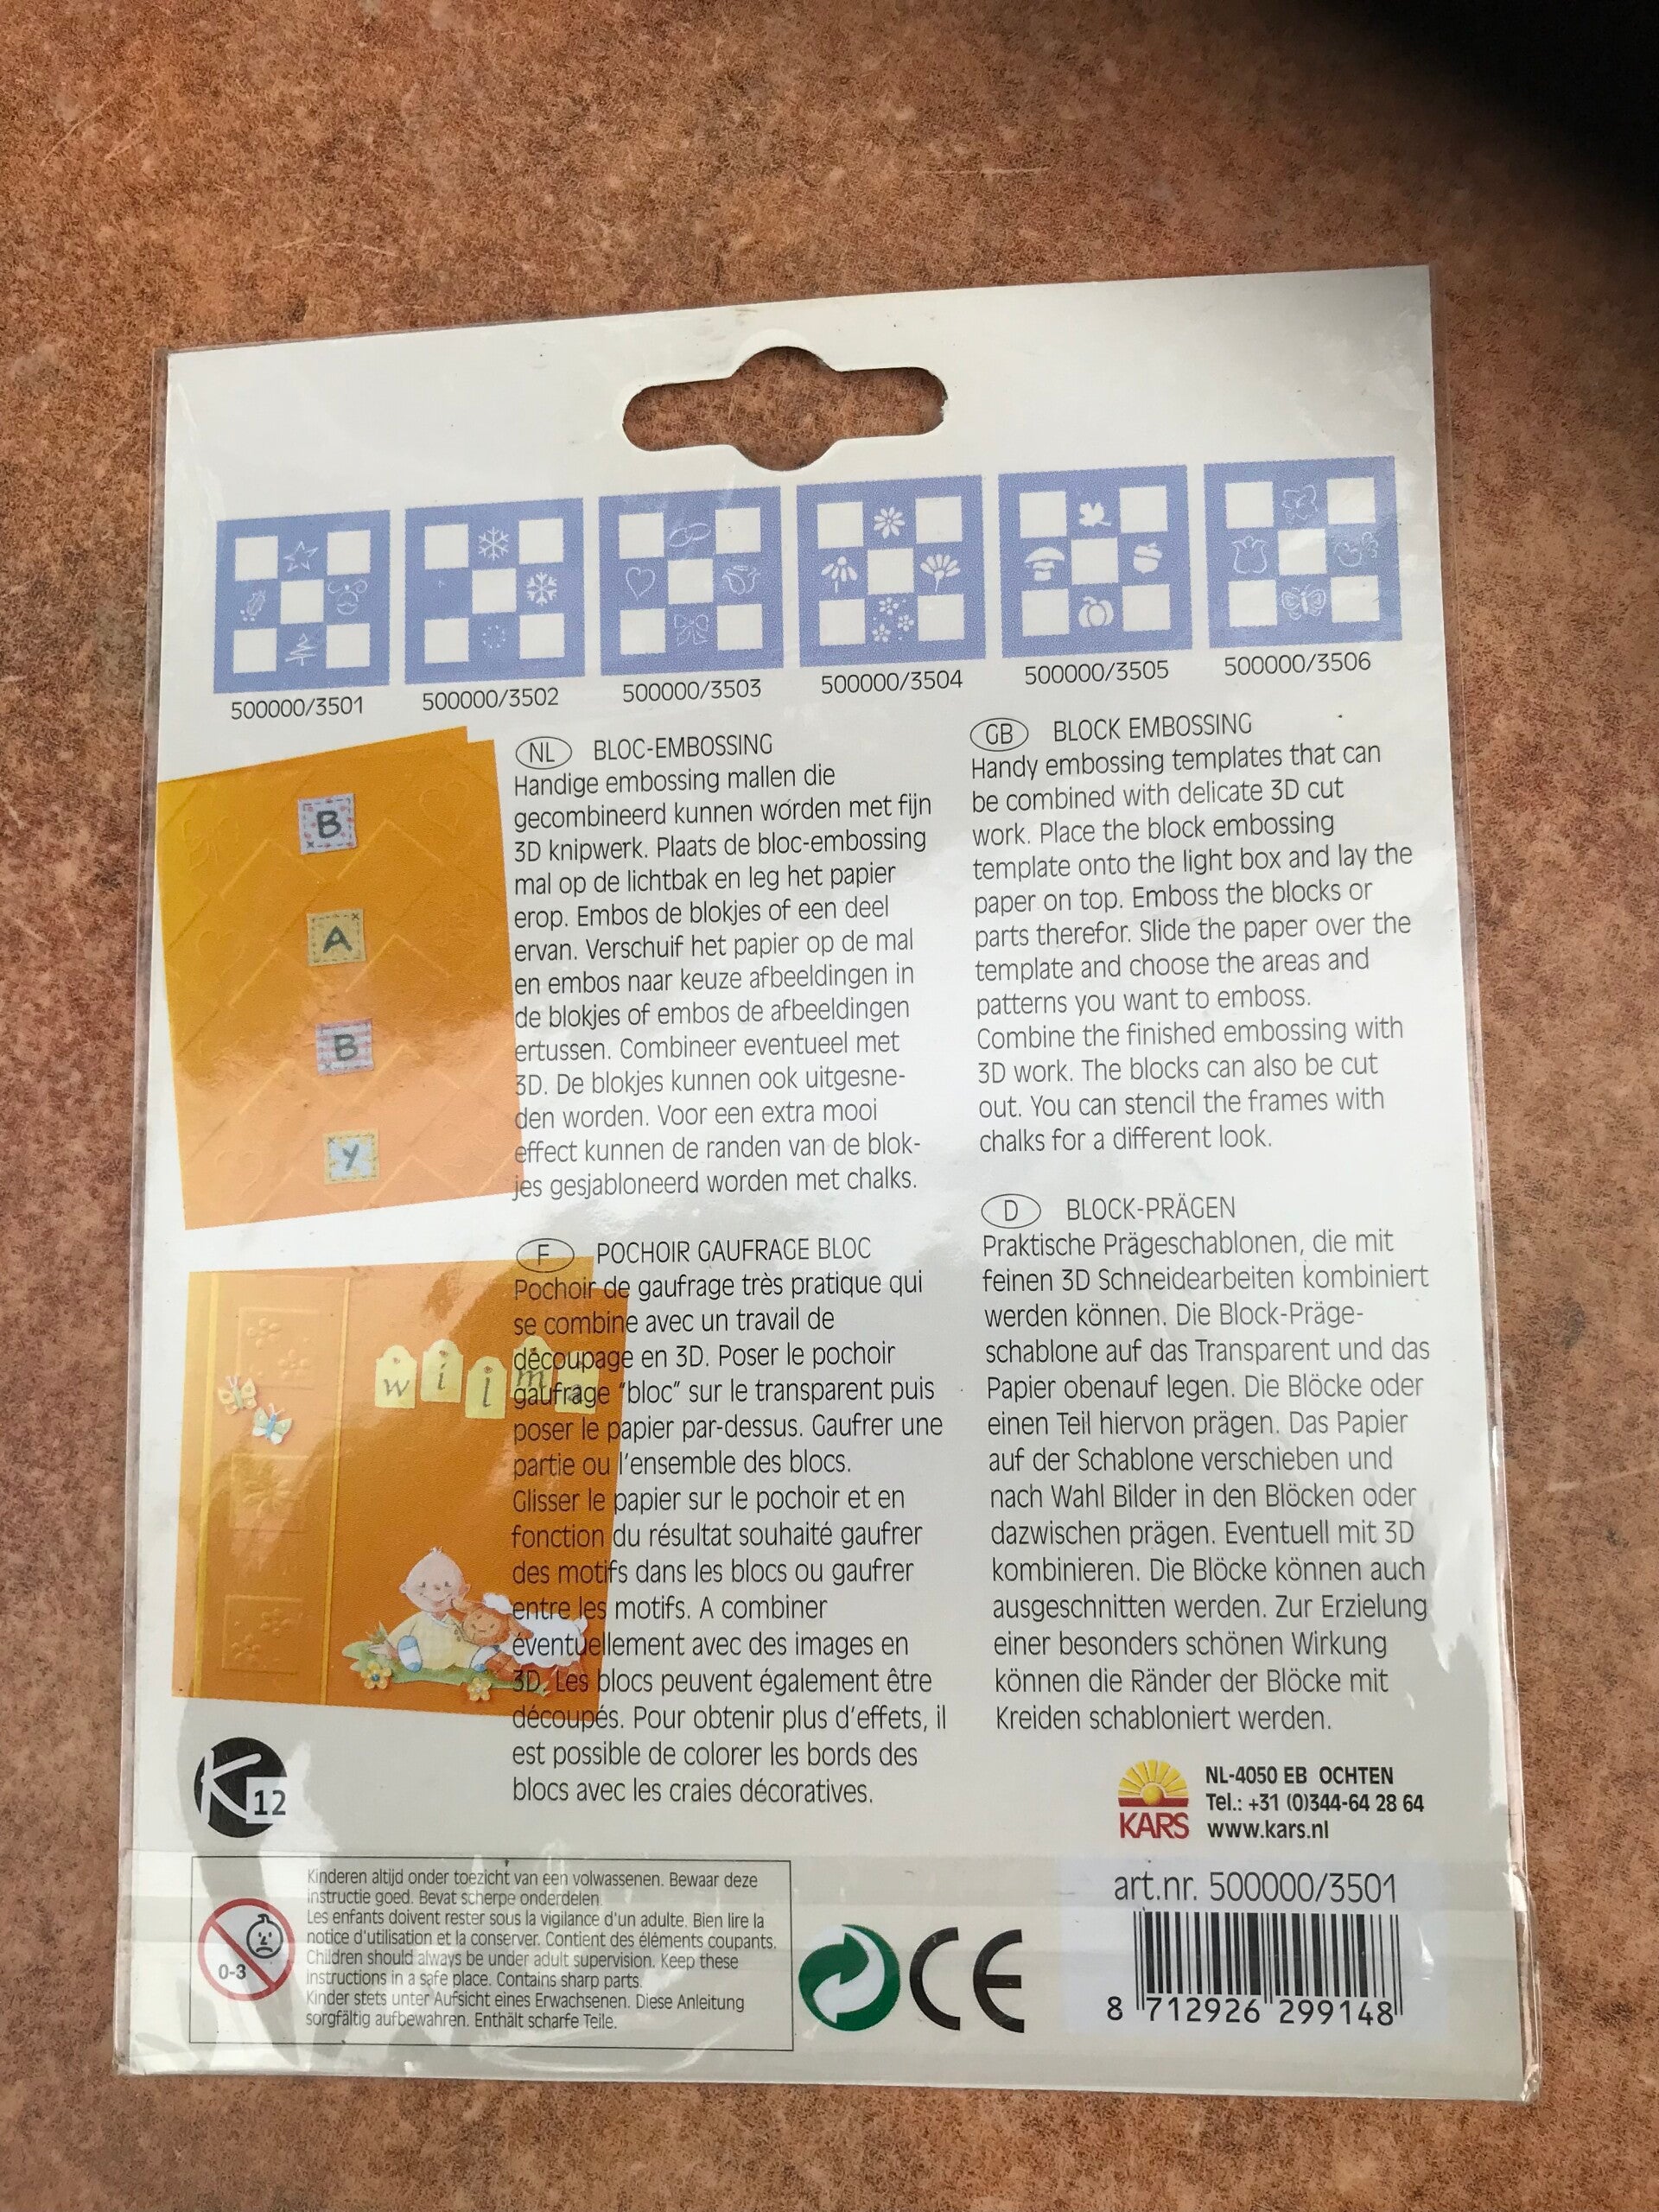 500000/3501
500000/3502
500000/3503
500000/3504
500000/3505
500000/3506
B
A
B
Y
NL BLOC-EMBOSSING
Handige embossing mallen die
gecombineerd kunnen worden met fijn
3D knipwerk. Plaats de bloc-embossing
mal op de lichtbak en leg het papier
erop. Embos de blokjes of een deel
ervan. Verschuif het papier op de mal
en embos naar keuze afbeeldingen in
de blokjes of embos de afbeeldingen
ertussen. Combineer eventueel met
3D. De blokjes kunnen ook uitgesne-
den worden. Voor een extra mooi
effect kunnen de randen van de blok-
jes gesjabloneerd worden met chalks.
GB BLOCK EMBOSSING
Handy embossing templates that can
be combined with delicate 3D cut
work. Place the block embossing
template onto the light box and lay the
paper on top. Emboss the blocks or
parts therefor. Slide the paper over the
template and choose the areas and
patterns you want to emboss.
Combine the finished embossing with
3D work. The blocks can also be cut
out. You can stencil the frames with
chalks for a different look.
w i l m
F POCHOIR GAUFRAGE BLOC
Pochoir de gaufrage très pratique qui
se combine avec un travail de
découpage en 3D. Poser le pochoir
gaufrage “bloc” sur le transparent puis
poser le papier par-dessus. Gaufrer une
partie ou l'ensemble des blocs.
Glisser le papier sur le pochoir et en
fonction du résultat souhaité gaufrer
des motifs dans les blocs ou gaufrer
entre les motifs. A combiner
éventuellement avec des images en
3D. Les blocs peuvent également être
découpés. Pour obtenir plus d'effets, il
est possible de colorer les bords des
blocs avec les craies décoratives.
D BLOCK-PRÄGEN
Praktische Prägeschablonen, die mit
feinen 3D Schneidearbeiten kombiniert
werden können. Die Block-Präge-
schablone auf das Transparent und das
Papier obenauf legen. Die Blöcke oder
einen Teil hiervon prägen. Das Papier
auf der Schablone verschieben und
nach Wahl Bilder in den Blöcken oder
dazwischen prägen. Eventuell mit 3D
kombinieren. Die Blöcke können auch
ausgeschnitten werden. Zur Erzielung
einer besonders schönen Wirkung
können die Ränder der Blöcke mit
Kreiden schabloniert werden.
K 12
KARS
NL-4050 EB OCHTEN
Tel.: +31 (0)344-64 28 64
www.kars.nl
0-3
Kinderen altijd onder toezicht van een volwassenen. Bewaar deze
instructie goed. Bevat scherpe onderdelen
Les enfants doivent rester sous la vigilance d'un adulte. Bien lire la
notice d'utilisation et la conserver. Contient des éléments coupants.
Children should always be under adult supervision. Keep these
instructions in a safe place. Contains sharp parts.
Kinder stets unter Aufsicht eines Erwachsenen. Diese Anleitung
sorgfältig aufbewahren. Enthält scharfe Teile.
CE
art.nr. 500000/3501
8 712926 299148